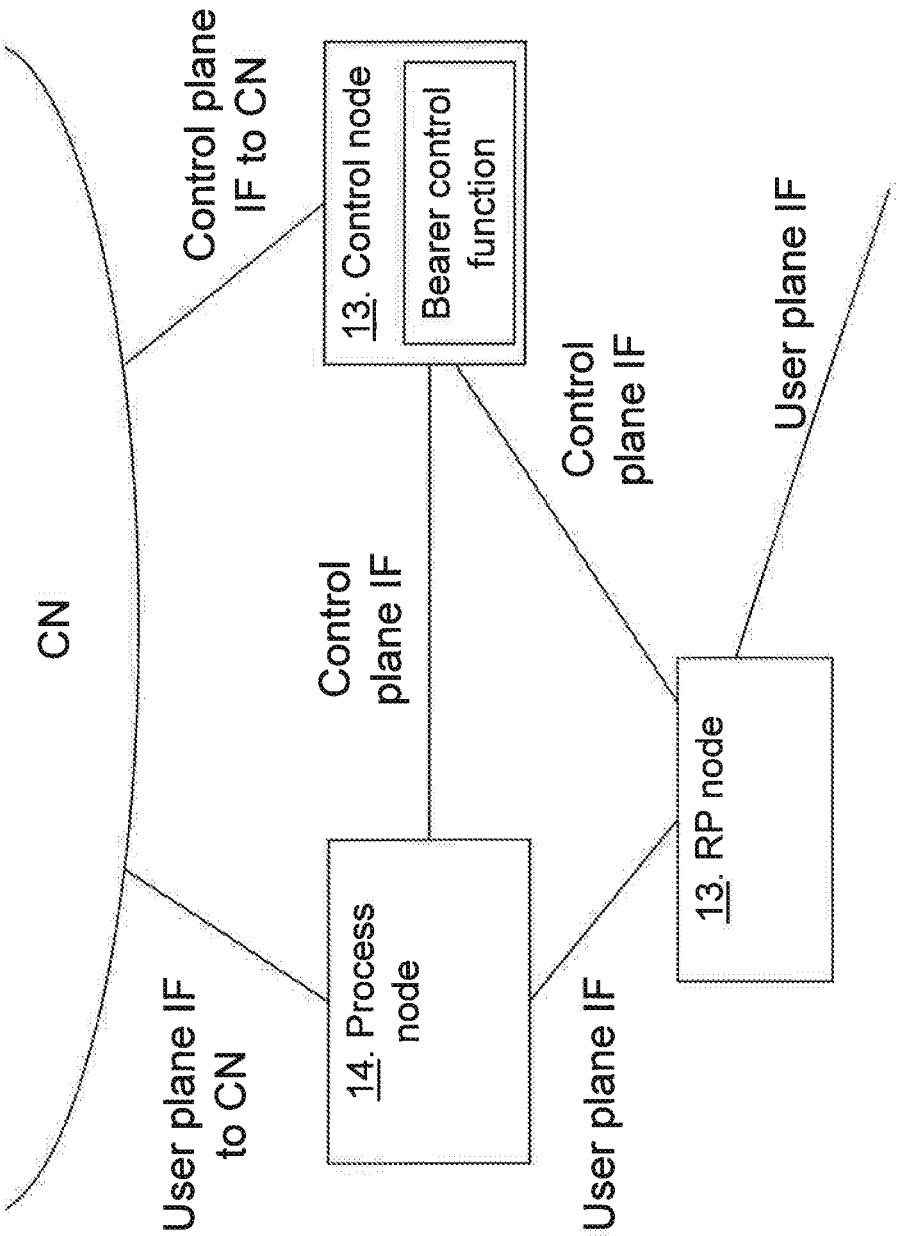 CN
User plane IF
to CN
Control plane
IF to CN
14. Process
node
Control
plane IF
13. Control node
Bearer control
function
User plane IF
Control
plane IF
13. RP node
User plane IF